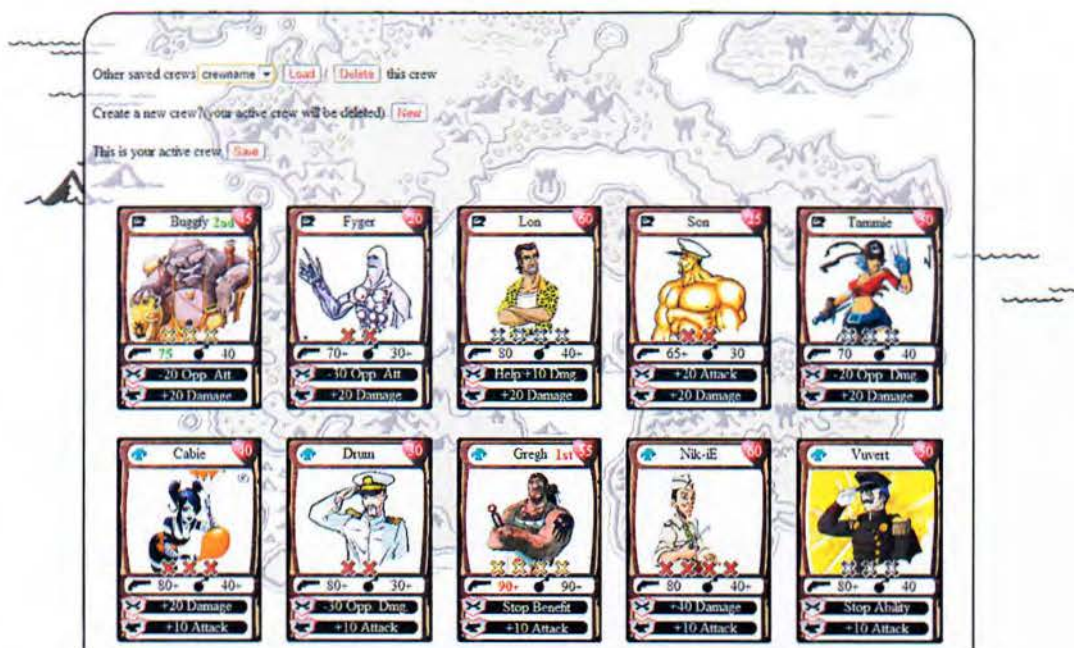 Other saved crews crewname Load / Delete this crew
Create a new crew?(your active crew will be deleted) New
This is your active crew Save
Buggfy 2nd Fyger 20 Lon 60 Son Tammie
75 40 70+ 30+ 80 40+ 65+ 30 70 40
-20 Opp. Att -30 Opp. Att Help +10 Dmg. +20 Attack -20 Opp. Dmg.
+20 Damage +20 Damage +20 Damage +20 Damage +20 Damage
Cabie Drum Gregh 1st Nik-iE 60 Vuvert
80+ 40+ 80+ 30+ 90+ 90+ 80 40+ 80 40
+20 Damage -30 Opp. Dmg. Stop Benefit +40 Damage Stop Ability
+10 Attack +10 Attack +10 Attack +10 Attack +10 Attack